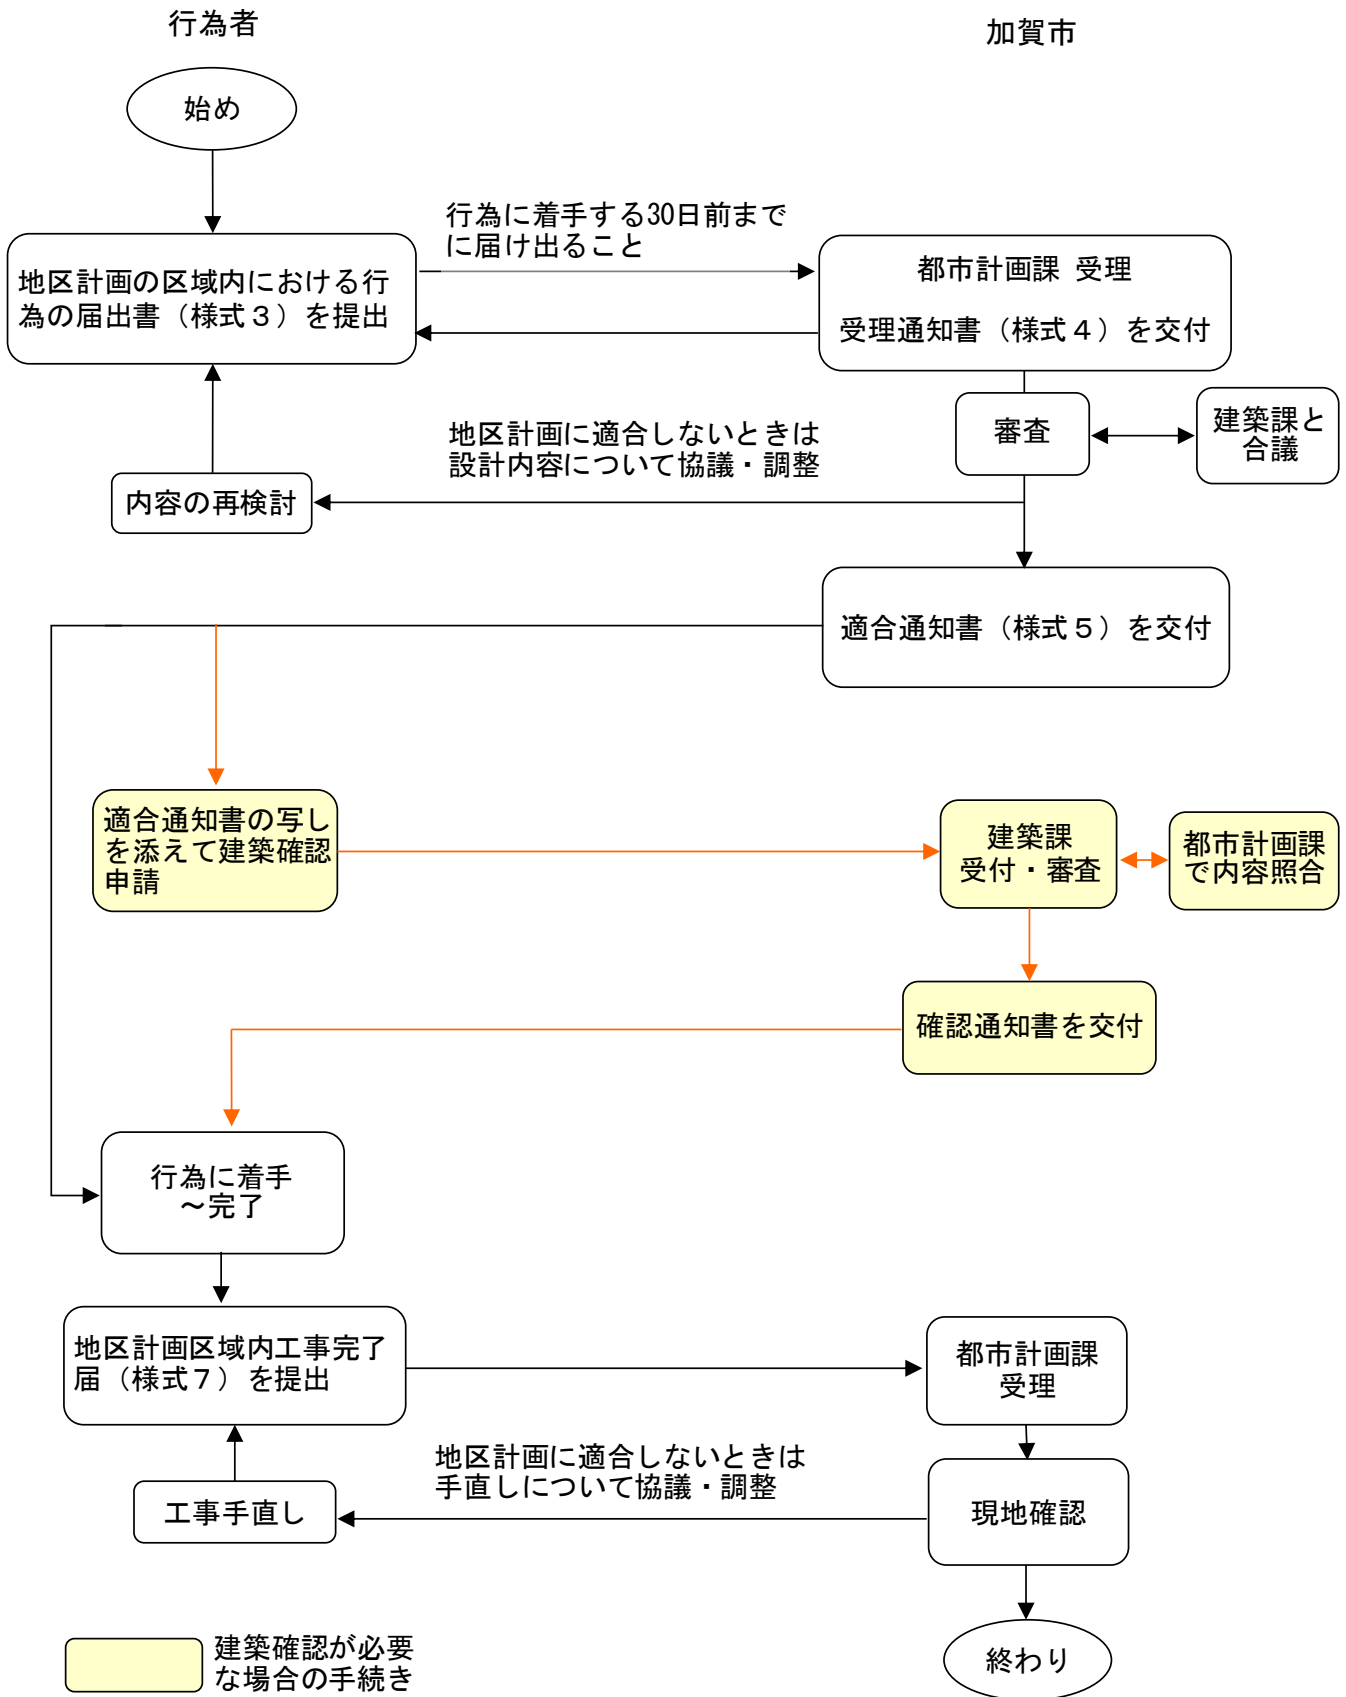 行為者
加賀市
始め
行為に着手する30日前まで
に届け出ること
地区計画の区域内における行
為の届出書（様式３）を提出
都市計画課 受理
受理通知書（様式４）を交付
審査
建築課と
合議
地区計画に適合しないときは
設計内容について協議・調整
内容の再検討
適合通知書（様式５）を交付
適合通知書の写し
を添えて建築確認
申請
建築課
受付・審査
都市計画課
で内容照合
確認通知書を交付
行為に着手
～完了
地区計画区域内工事完了
届（様式７）を提出
都市計画課
受理
地区計画に適合しないときは
手直しについて協議・調整
工事手直し
現地確認
終わり
建築確認が必要
な場合の手続き